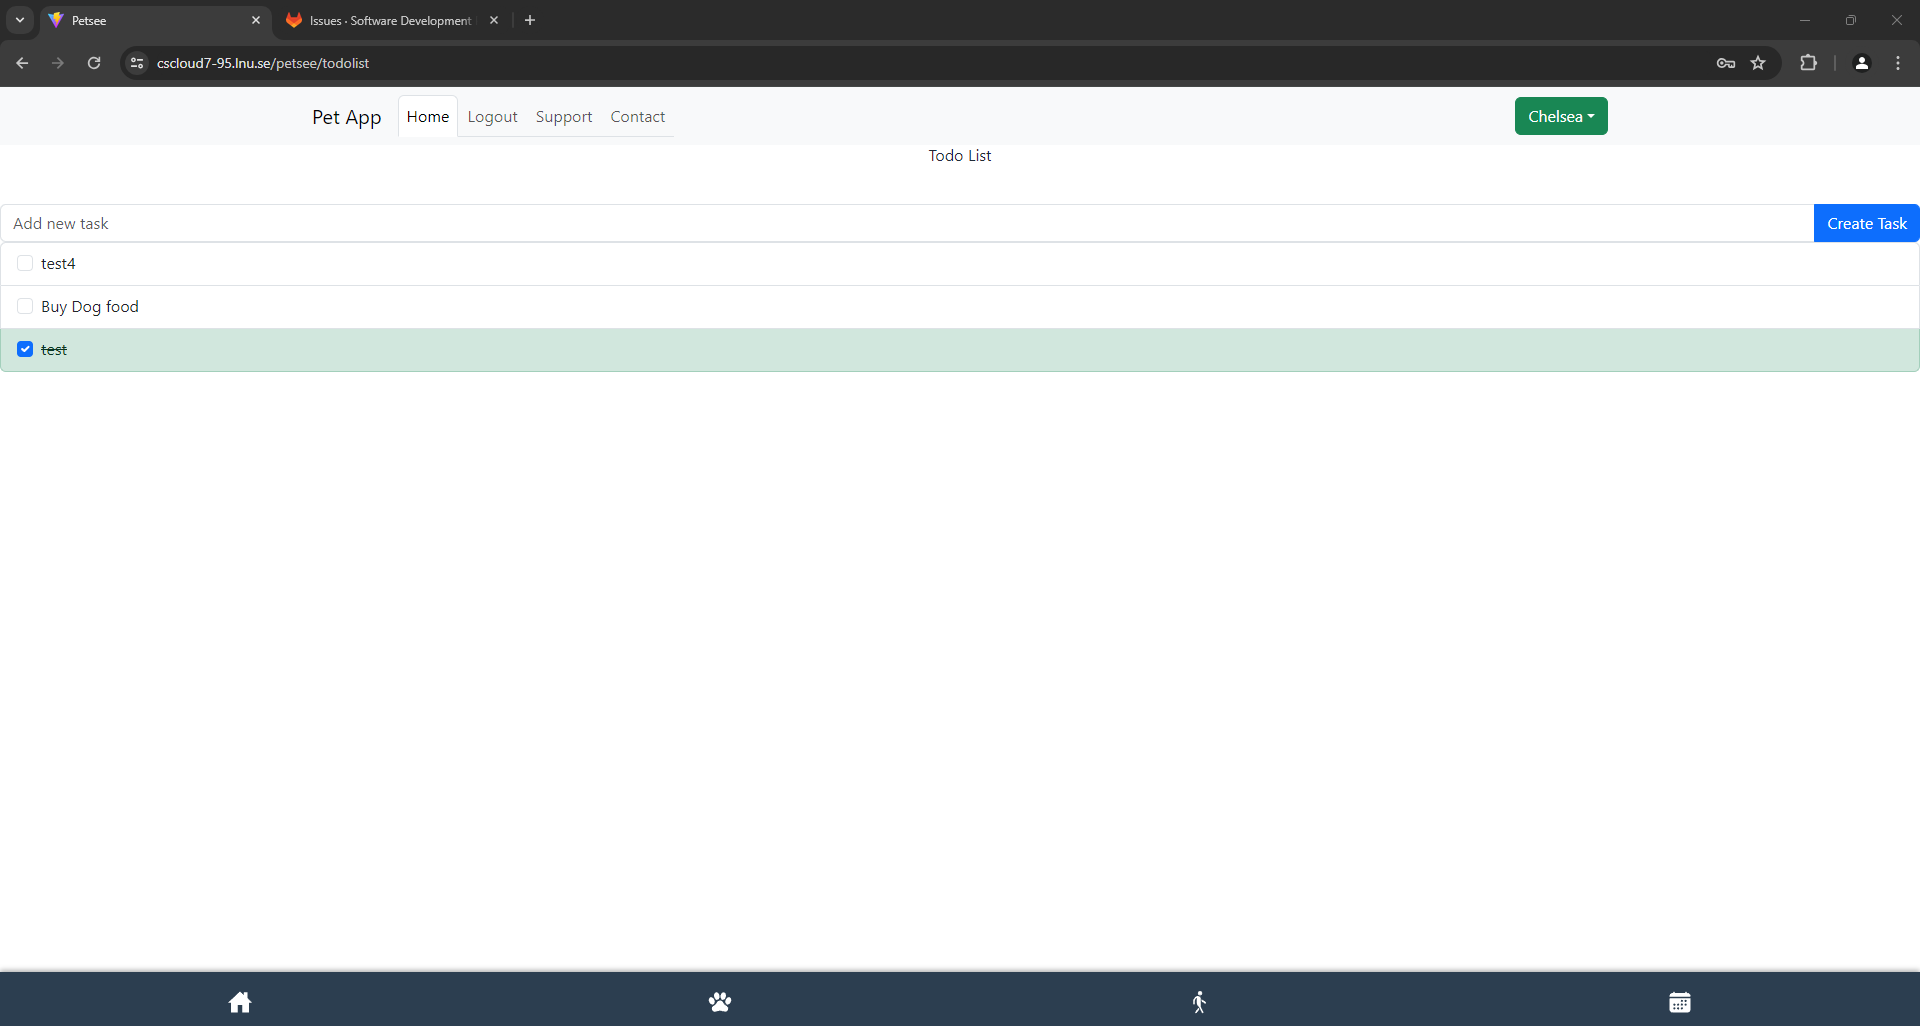 Petsee
Issues · Software Development
cscloud7-95.lnu.se/petsee/todolist
Pet App Home Logout Support Contact Chelsea
Todo List
Add new task Create Task
test4
Buy Dog food
test